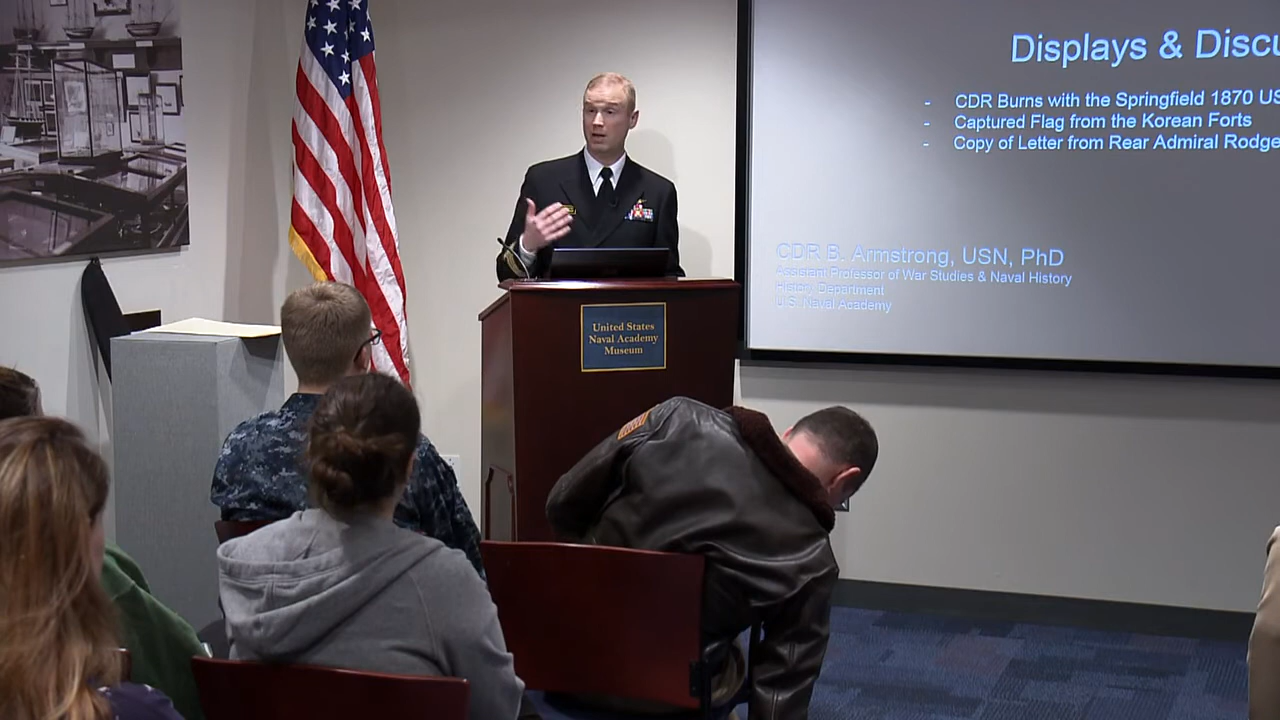 Displays & Discu
- CDR Burns with the Springfield 1870 US
- Captured Flag from the Korean Forts
- Copy of Letter from Rear Admiral Rodge
CDR B. Armstrong, USN, PhD
Assistant Professor of War Studies & Naval History
History Department
U.S. Naval Academy
United States
Naval Academy
Museum